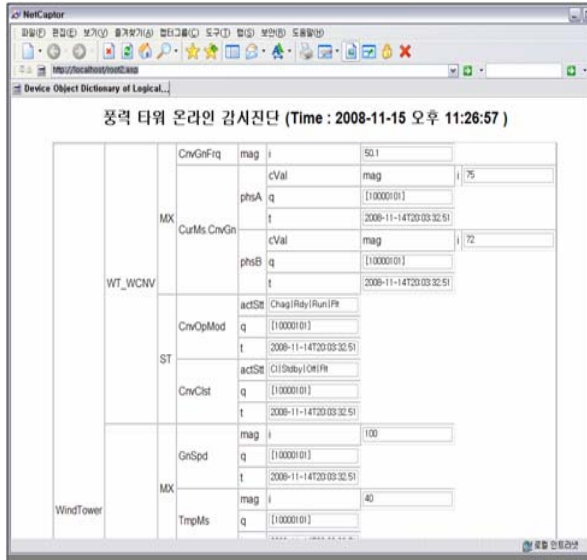 NetCaptor
파일(F) 편집(E) 보기(V) 즐겨찾기(A) 탭터그룹(C) 도구(T) 탭(S) 보안(B) 도움말(H)
주소 http://localhost/root2.asp
Device Object Dictionary of Logical...
풍력 타워 온라인 감시진단 (Time : 2008-11-15 오후 11:26:57 )
CnvGnFrq mag i 50.1
cVal mag i 75
phsA q [10000101]
t 2008-11-14T20:03:32.51
MX CurMs.CnvGn
cVal mag i 72
phsB q [10000101]
t 2008-11-14T20:03:32.51
WT_WCNV
actStt Chag|Rdy|Run|Flt
CnvOpMod q [10000101]
t 2008-11-14T20:03:32.51
ST
actStt Cl|Stdby|Off|Flt
CnvClst q [10000101]
t 2008-11-14T20:03:32.51
mag i 100
GnSpd q [10000101]
t 2008-11-14T20:03:32.51
MX
mag i 40
WindTower TmpMs q [10000101]
로컬 인트라넷